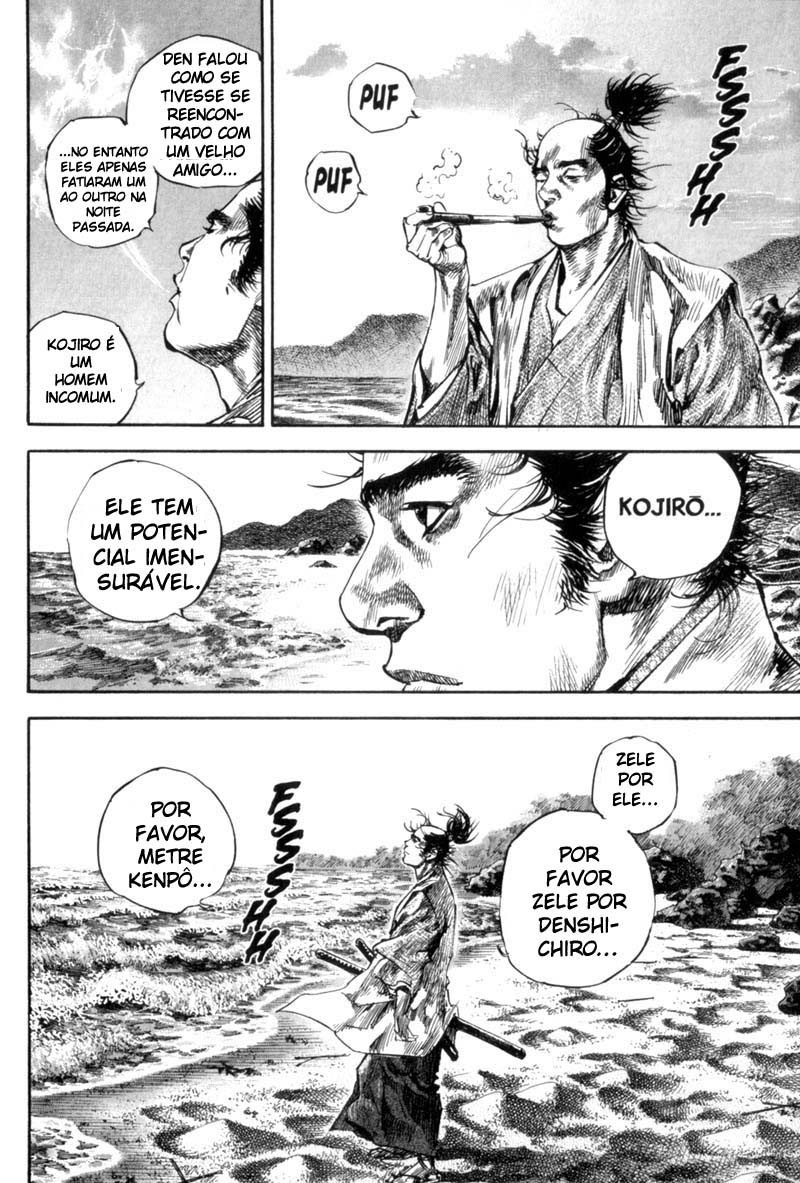 FSSSHH
PUF
PUF
DEN FALOU
COMO SE
TIVESSE SE
REENCON-
TRADO COM
UM VELHO
AMIGO...
...NO ENTANTO
ELES APENAS
FATIARAM UM
AO OUTRO NA
NOITE
PASSADA.
KOJIRO É
UM
HOMEM
INCOMUM.
KOJIRŌ...
ELE TEM
UM POTEN-
CIAL IMEN-
SURÁVEL.
ZELE
POR
ELE...
POR
FAVOR
ZELE POR
DENSHI-
CHIRO...
FSSSHH
POR
FAVOR,
METRE
KENPÔ...